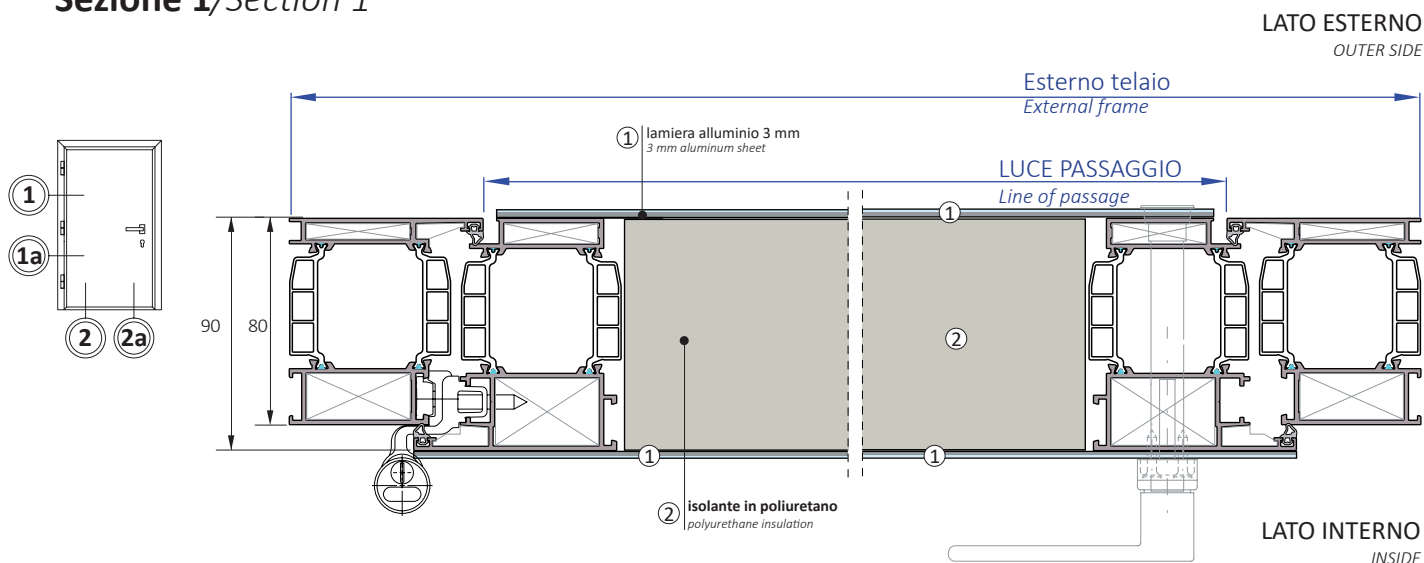 Sezione 1/Section 1
LATO ESTERNO
OUTER SIDE
Esterno telaio
External frame
1 lamiera alluminio 3 mm
3 mm aluminum sheet
LUCE PASSAGGIO
Line of passage
1
1
1a
2
2a
90
80
2
1
1
2 isolante in poliuretano
polyurethane insulation
LATO INTERNO
INSIDE